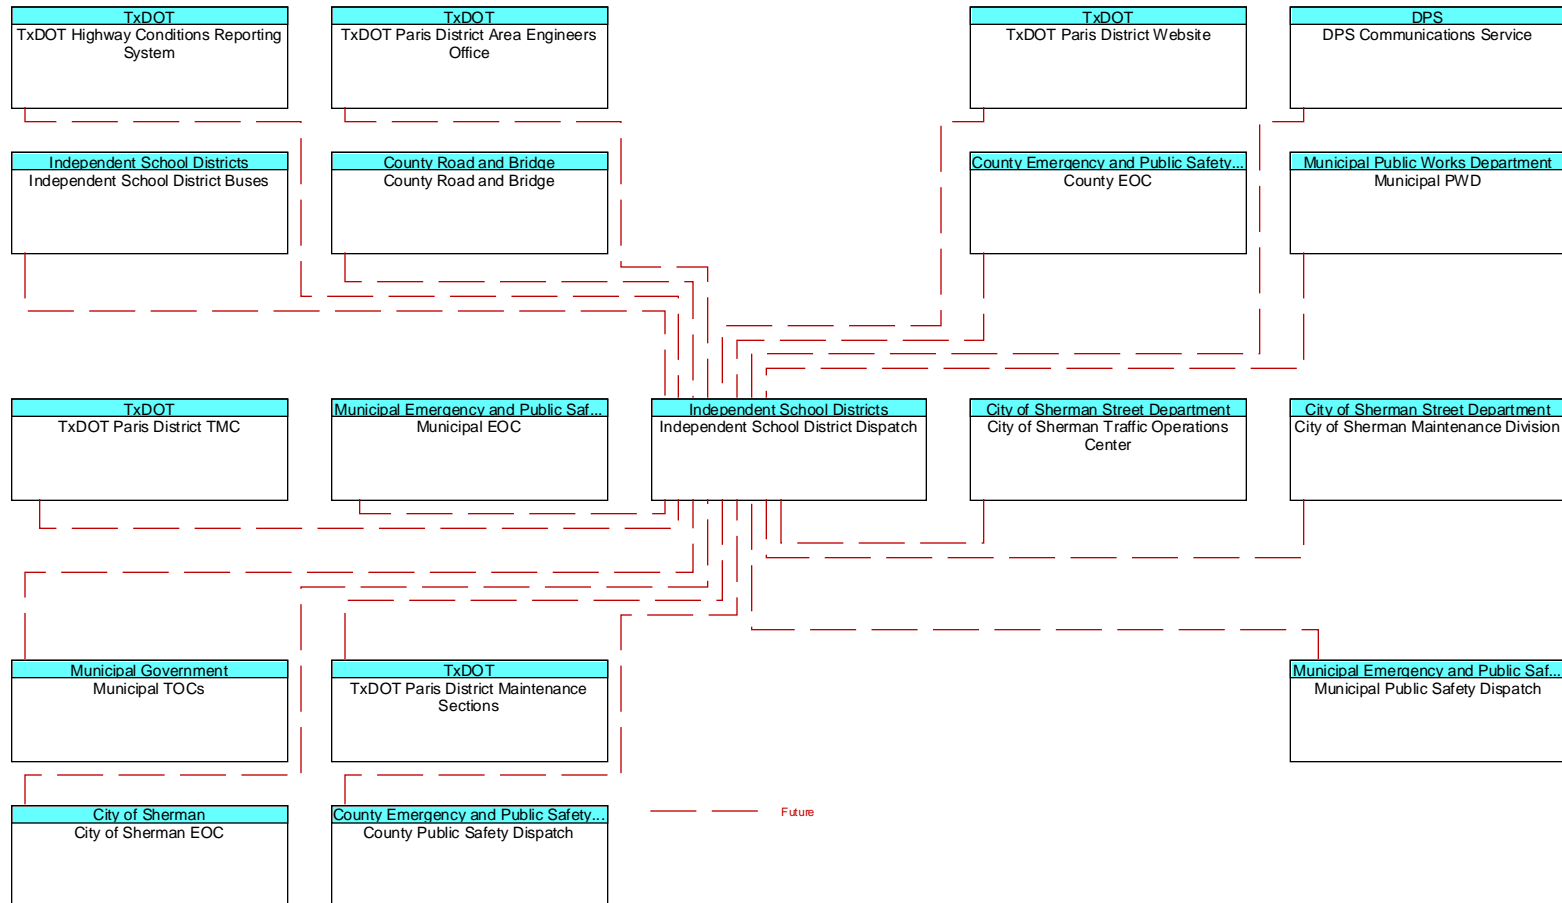 TxDOT
TxDOT Highway Conditions Reporting
System
TxDOT
TxDOT Paris District Area Engineers
Office
TxDOT
TxDOT Paris District Website
DPS
DPS Communications Service
Independent School Districts
Independent School District Buses
County Road and Bridge
County Road and Bridge
County Emergency and Public Safety...
County EOC
Municipal Public Works Department
Municipal PWD
TxDOT
TxDOT Paris District TMC
Municipal Emergency and Public Saf...
Municipal EOC
Independent School Districts
Independent School District Dispatch
City of Sherman Street Department
City of Sherman Traffic Operations
Center
City of Sherman Street Department
City of Sherman Maintenance Division
Municipal Government
Municipal TOCs
TxDOT
TxDOT Paris District Maintenance
Sections
Municipal Emergency and Public Saf...
Municipal Public Safety Dispatch
City of Sherman
City of Sherman EOC
County Emergency and Public Safety...
County Public Safety Dispatch
Future